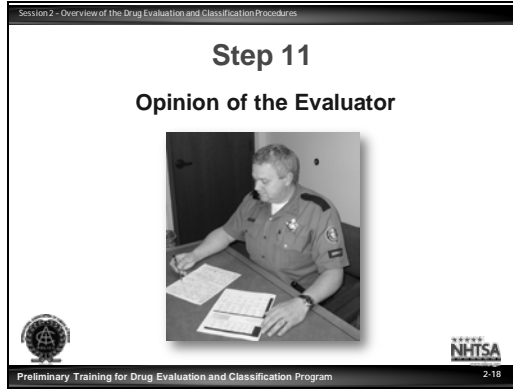 Session 2 - Overview of the Drug Evaluation and Classification Procedures
Step 11
Opinion of the Evaluator
NHTSA
Preliminary Training for Drug Evaluation and Classification Program
2-18